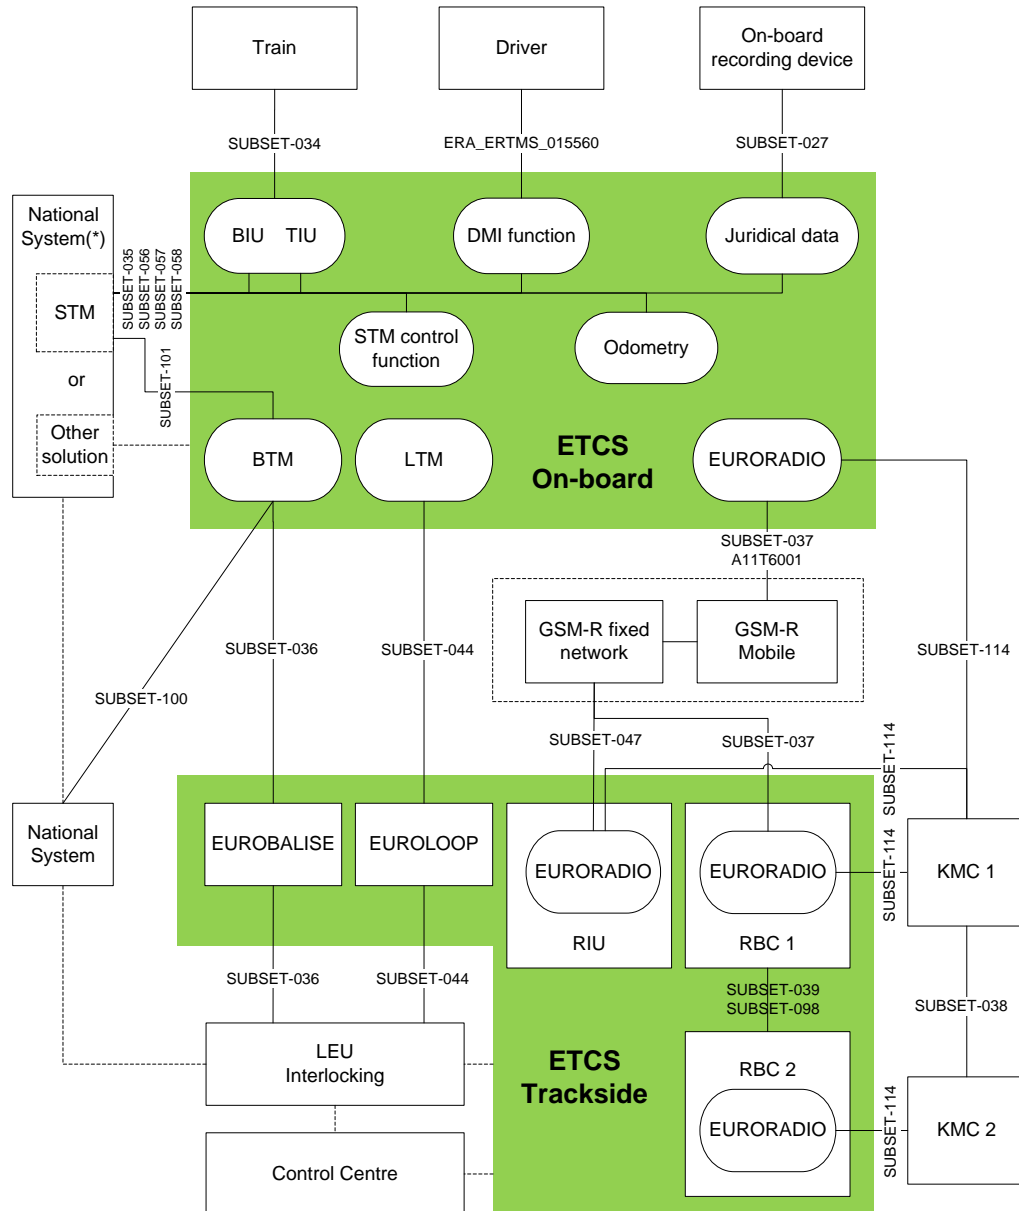 Train
Driver
On-board
recording device
SUBSET-034
ERA_ERTMS_015560
SUBSET-027
National
System(*)
STM
or
Other
solution
SUBSET-035
SUBSET-056
SUBSET-057
SUBSET-058
SUBSET-101
BIU TIU
DMI function
Juridical data
STM control
function
Odometry
BTM
LTM
ETCS
On-board
EURORADIO
SUBSET-037
A11T6001
GSM-R fixed
network
GSM-R
Mobile
SUBSET-036
SUBSET-044
SUBSET-114
SUBSET-100
SUBSET-047
SUBSET-037
SUBSET-114
National
System
EUROBALISE
EUROLOOP
EURORADIO
RIU
EURORADIO
RBC 1
SUBSET-114
KMC 1
SUBSET-036
SUBSET-044
SUBSET-039
SUBSET-098
SUBSET-038
LEU
Interlocking
ETCS
Trackside
RBC 2
EURORADIO
SUBSET-114
KMC 2
Control Centre